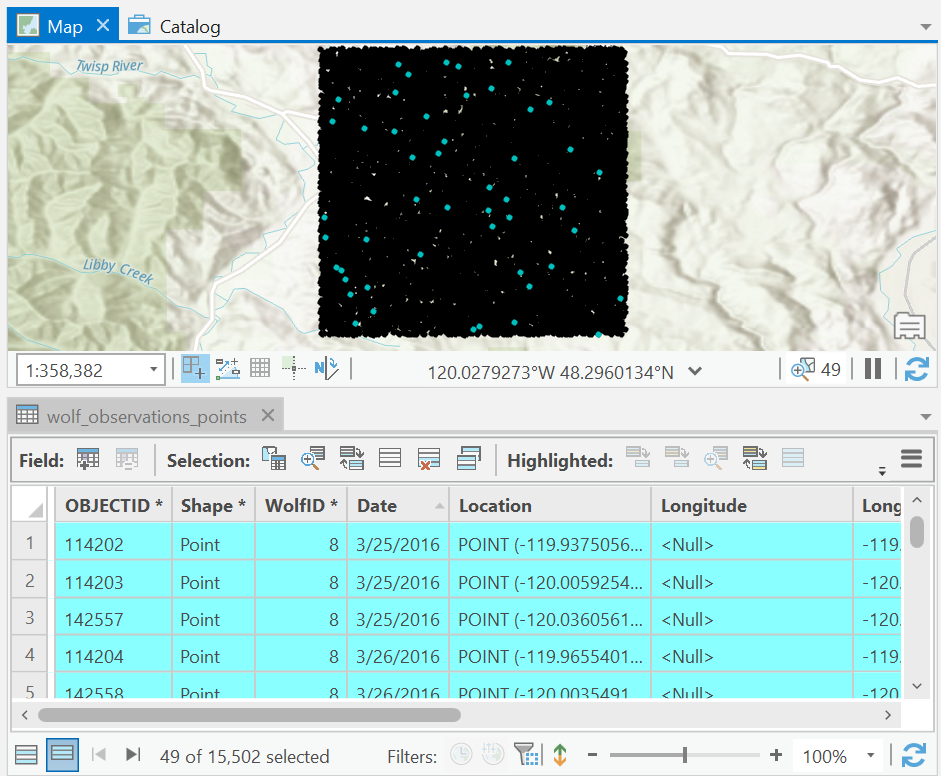 Map
Catalog
Twisp River
Libby Creek
1:358,382
120.0279273°W 48.2960134°N
49
wolf_observations_points
Field:
Selection:
Highlighted:
OBJECTID * Shape * WolfID * Date Location Longitude Long
1 114202 Point 8 3/25/2016 POINT (-119.9375056... <Null> -119.
2 114203 Point 8 3/25/2016 POINT (-120.0059254... <Null> -120.
3 142557 Point 8 3/25/2016 POINT (-120.0360561... <Null> -120.
4 114204 Point 8 3/26/2016 POINT (-119.9655401... <Null> -119.
5 142558 Point 8 3/26/2016 POINT (-120.0035491... <Null> -120.
49 of 15,502 selected
Filters:
100%